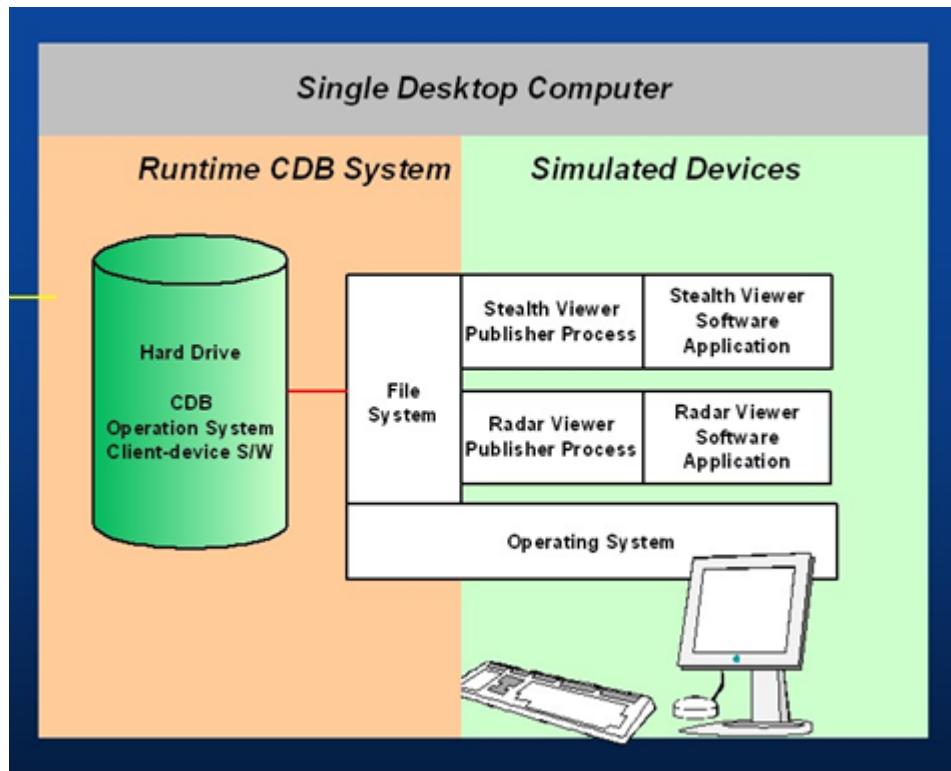 Single Desktop Computer
Runtime CDB System
Simulated Devices
Hard Drive
CDB
Operation System
Client-device S/W
File
System
Stealth Viewer
Publisher Process
Stealth Viewer
Software
Application
Radar Viewer
Publisher Process
Radar Viewer
Software
Application
Operating System